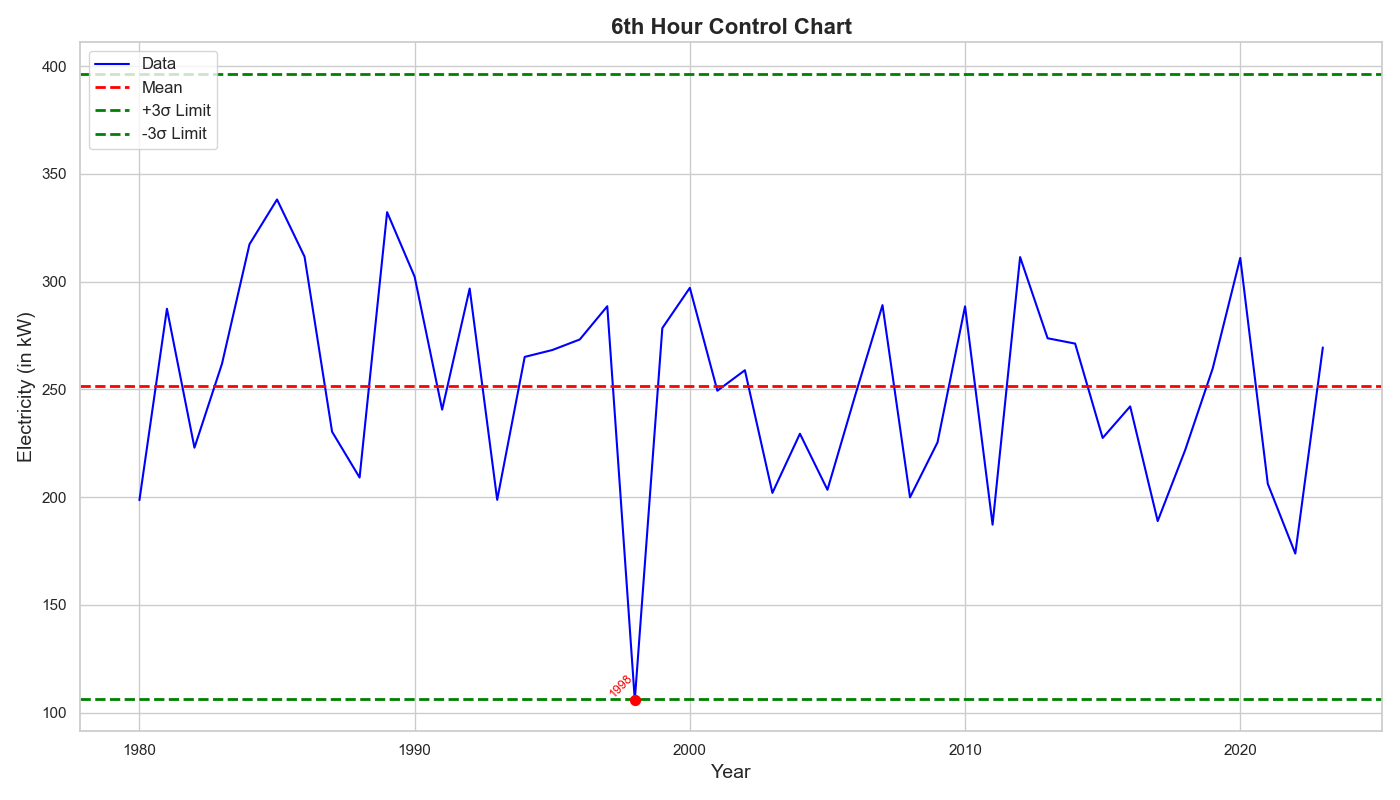 6th Hour Control Chart
Data
Mean
+3σ Limit
-3σ Limit
400
350
300
250
200
150
100
Electricity (in kW)
1998
1980
1990
2000
2010
2020
Year